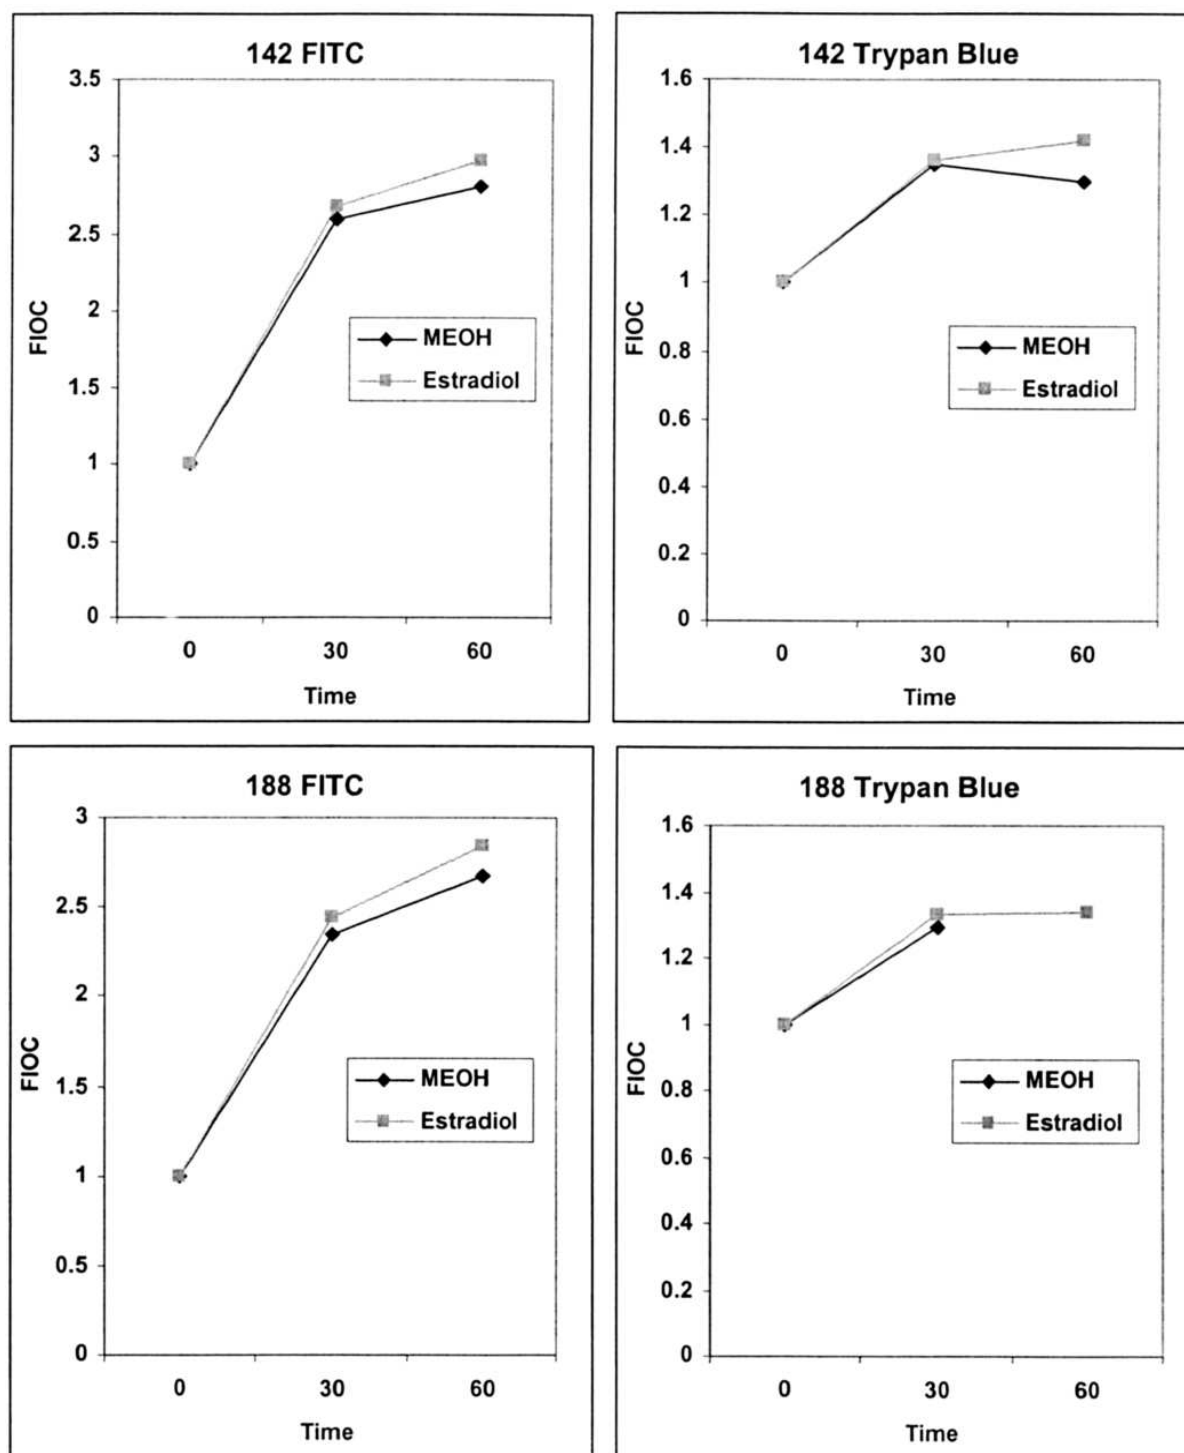 142 FITC
3.5
3
2.5
2
1.5
1
0.5
0
FIOC
MEOH
Estradiol
0 30 60
Time
142 Trypan Blue
1.6
1.4
1.2
1
0.8
0.6
0.4
0.2
0
FIOC
MEOH
Estradiol
0 30 60
Time
188 FITC
3
2.5
2
1.5
1
0.5
0
FIOC
MEOH
Estradiol
0 30 60
Time
188 Trypan Blue
1.6
1.4
1.2
1
0.8
0.6
0.4
0.2
0
FIOC
MEOH
Estradiol
0 30 60
Time